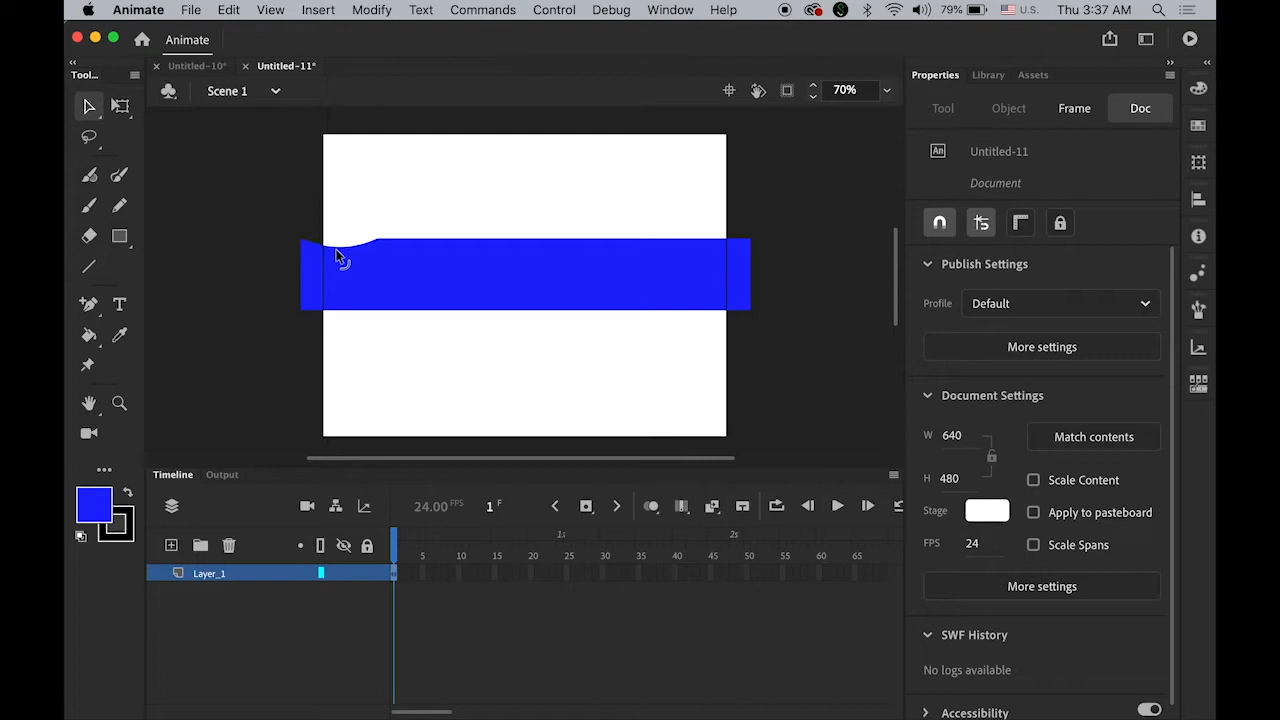 Animate File Edit View Insert Modify Text Commands Control Debug Window Help 79% U.S. Thu 3:37 AM
Animate
Tool... Untitled-10* Untitled-11* Properties Library Assets
Scene 1 70%
Tool Object Frame Doc
An Untitled-11
Document
Publish Settings
Profile Default
More settings
Document Settings
W 640 Match contents
H 480 Scale Content
Stage Apply to pasteboard
FPS 24 Scale Spans
More settings
SWF History
No logs available
Accessibility
T
Timeline Output
24.00 FPS 1 F
1s 2s
5 10 15 20 25 30 35 40 45 50 55 60 65
Layer_1